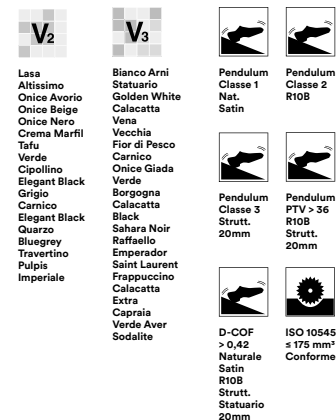 V2
Lasa
Altissimo
Onice Avorio
Onice Beige
Onice Nero
Crema Marfil
Tafu
Verde
Cipollino
Elegant Black
Grigio
Carnico
Elegant Black
Quarzo
Bluegrey
Travertino
Pulpis
Imperiale
V3
Bianco Arni
Statuario
Golden White
Calacatta
Vena
Vecchia
Fior di Pesco
Carnico
Onice Giada
Verde
Borgogna
Calacatta
Black
Sahara Noir
Raffaello
Emperador
Saint Laurent
Frappuccino
Calacatta
Extra
Capraia
Verde Aver
Sodalite
Pendulum
Classe 1
Nat.
Satin
Pendulum
Classe 2
R10B
Pendulum
Classe 3
Strutt.
20mm
Pendulum
PTV > 36
R10B
Strutt.
20mm
D-COF
> 0,42
Naturale
Satin
R10B
Strutt.
Statuario
20mm
ISO 10545
≤ 175 mm³
Conforme